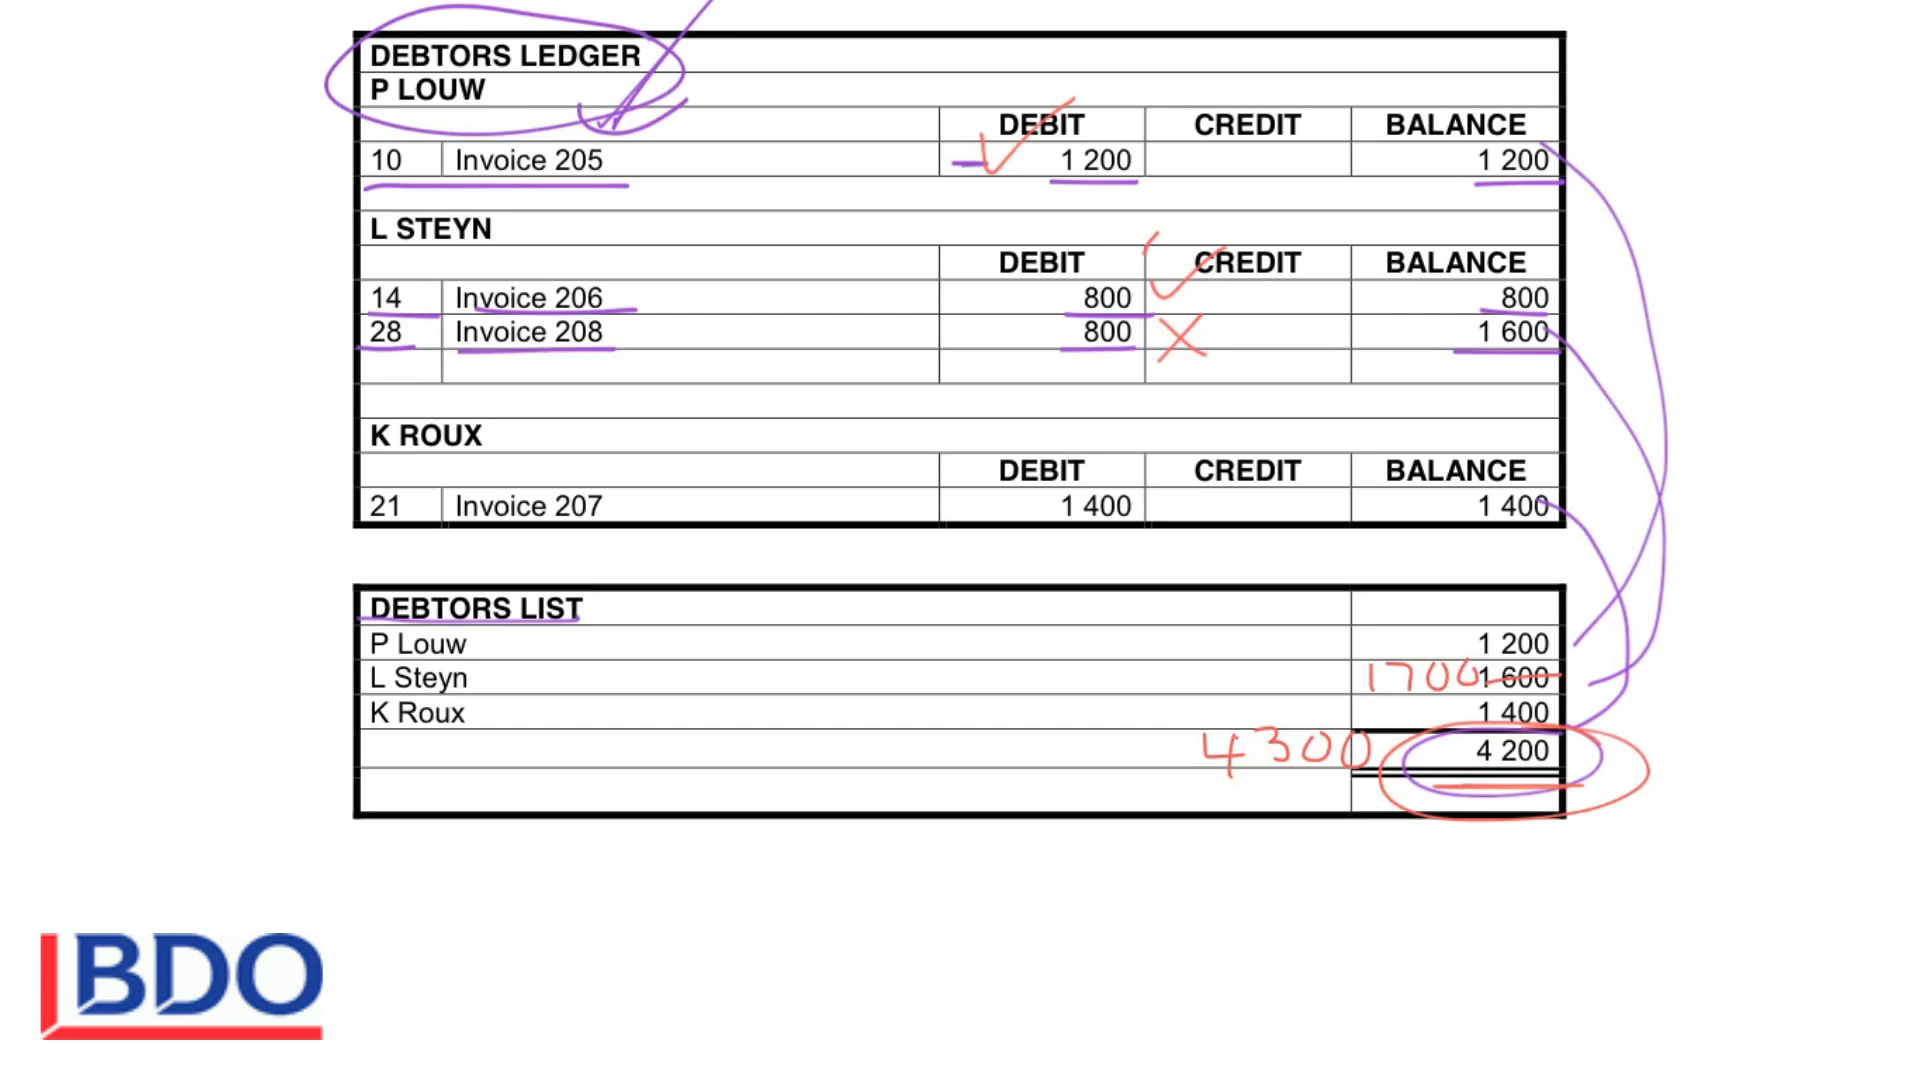 DEBTORS LEDGER
P LOUW
DEBIT CREDIT BALANCE
10 Invoice 205 1 200 1 200
L STEYN
DEBIT CREDIT BALANCE
14 Invoice 206 800 800
28 Invoice 208 800 1 600
K ROUX
DEBIT CREDIT BALANCE
21 Invoice 207 1 400 1 400
DEBTORS LIST
P Louw 1 200
L Steyn 1700 1 600
K Roux 1 400
4300 4 200
BDO